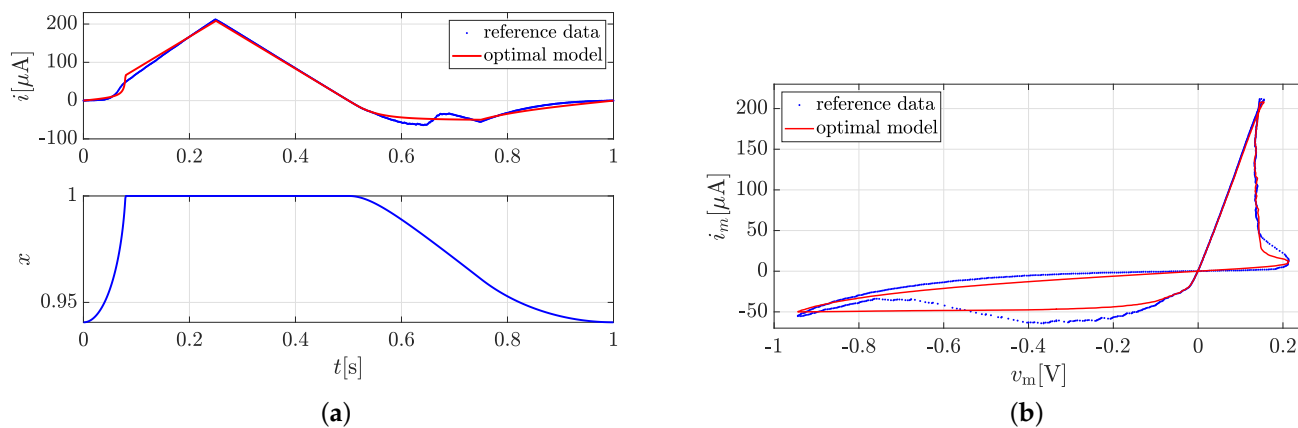 200
100
0
-100
i[μA]
reference data
optimal model
0 0.2 0.4 0.6 0.8 1
1
0.95
x
0 0.2 0.4 0.6 0.8 1
t[s]
(a)
200
150
100
50
0
-50
i_m[μA]
reference data
optimal model
-1 -0.8 -0.6 -0.4 -0.2 0 0.2
v_m[V]
(b)